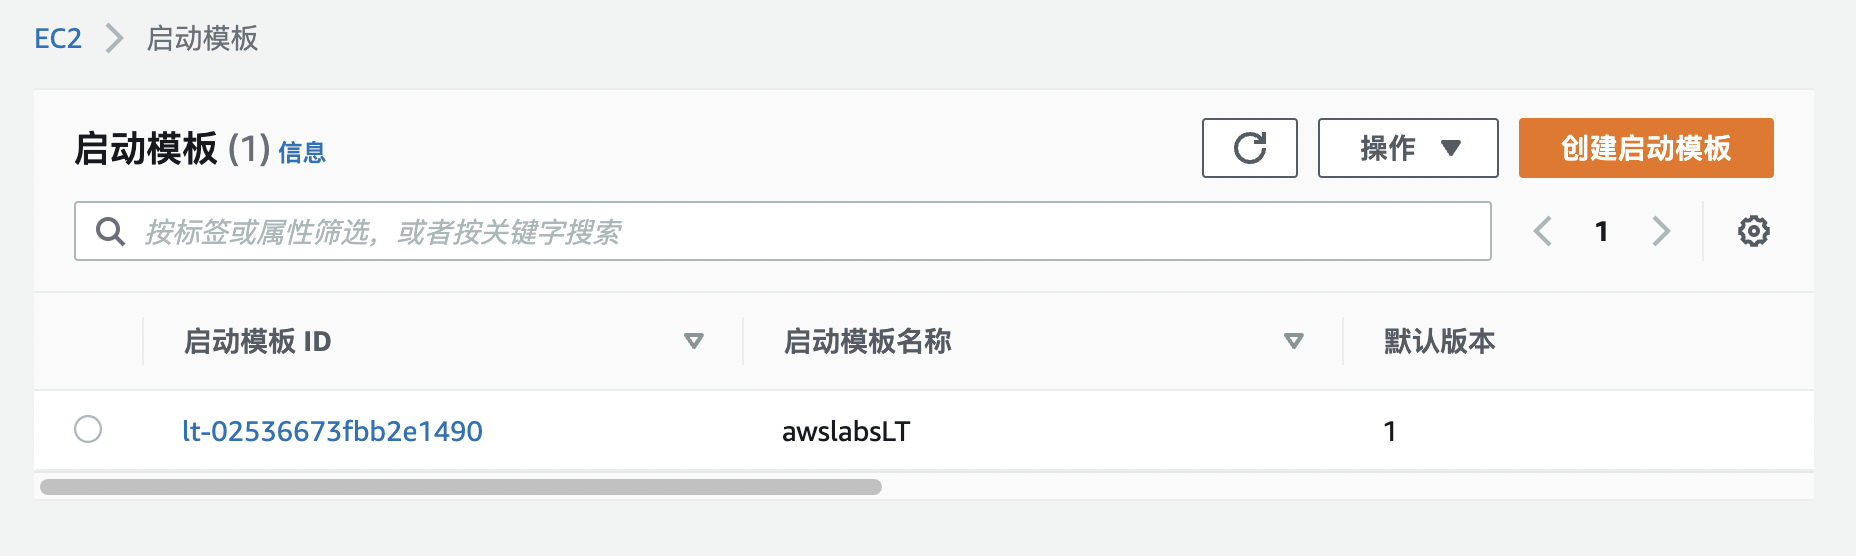 EC2 > 启动模板
启动模板 (1) 信息
操作
创建启动模板
按标签或属性筛选，或者按关键字搜索
1
启动模板 ID
启动模板名称
默认版本
lt-02536673fbb2e1490
awslabsLT
1